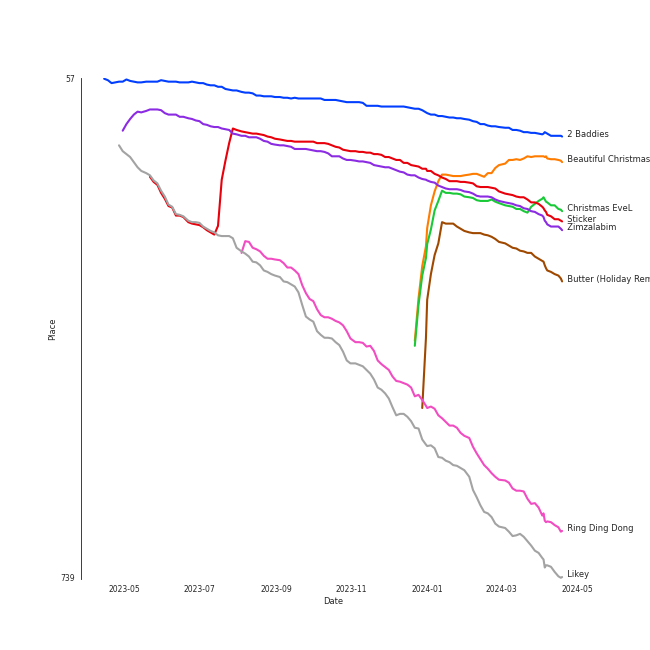 57
2 Baddies
Beautiful Christmas
Christmas EveL
Sticker
Zimzalabim
Butter (Holiday Rem
Place
Ring Ding Dong
739
Likey
2023-05
2023-07
2023-09
2023-11
2024-01
2024-03
2024-05
Date